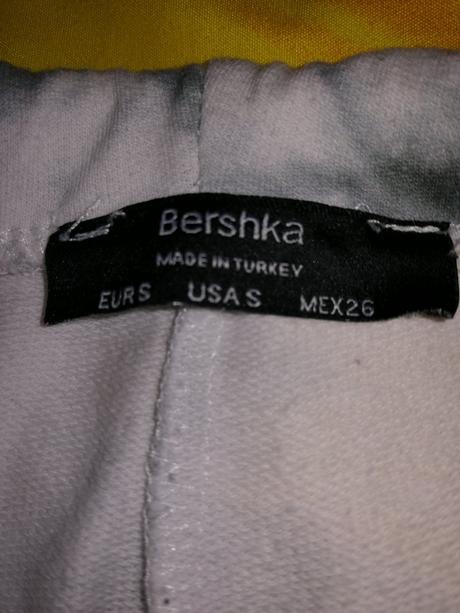 Bershka
MADE IN TURKEY
EUR S USA S MEX 26